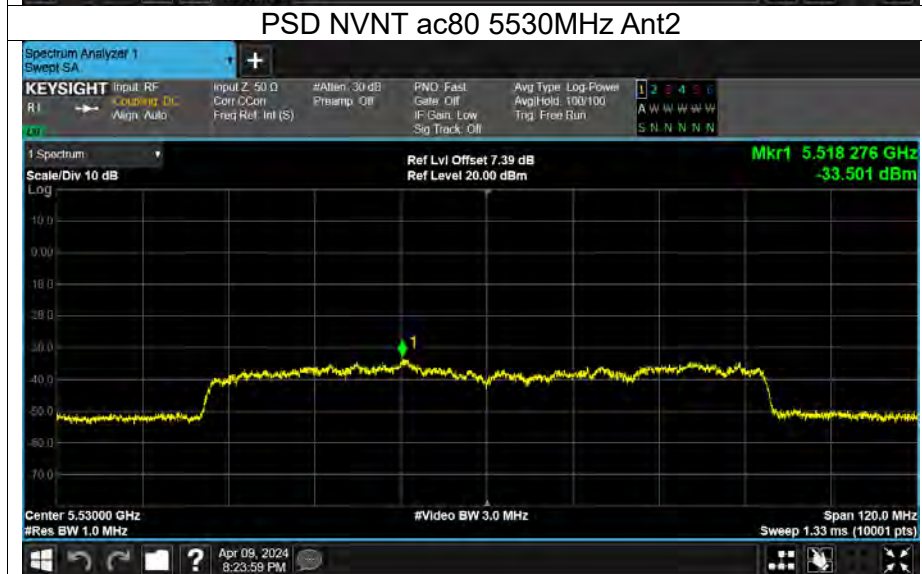 PSD NVNT ac80 5530MHz Ant2
Spectrum Analyzer 1
Swept SA
+
KEYSIGHT Input: RF Input Z: 50 Ω #Atten: 30 dB PNO: Fast Avg Type: Log-Power 1 2 3 4 5 6
Coupling: DC Corr CCorr Preamp: Off Gate: Off Avg|Hold: 100/100 A W W W W W
Align: Auto Freq Ref: Int (S) IF Gain: Low Trig: Free Run
Sig Track: Off S N N N N N
1 Spectrum Ref Lvl Offset 7.39 dB Mkr1 5.518 276 GHz
Scale/Div 10 dB Ref Level 20.00 dBm -33.501 dBm
Log
10.0
0.00
-10.0
-20.0
-30.0
1
-40.0
-50.0
-60.0
-70.0
Center 5.53000 GHz #Video BW 3.0 MHz Span 120.0 MHz
#Res BW 1.0 MHz Sweep 1.33 ms (10001 pts)
? Apr 09, 2024
8:23:59 PM